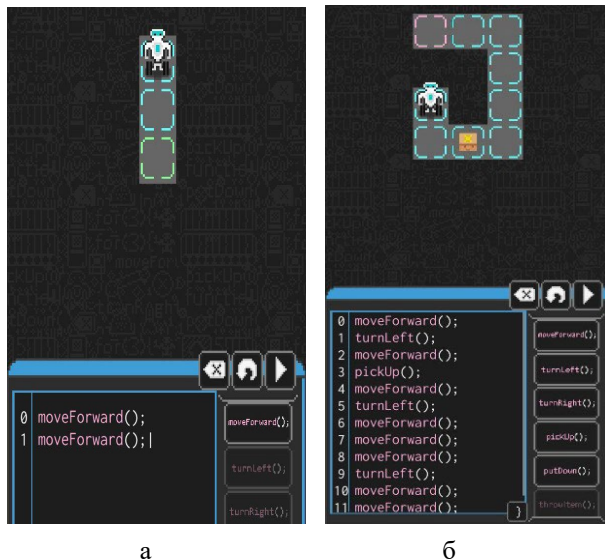 0 moveForward();
1 moveForward();
moveForward();
turnLeft();
turnRight();
0 moveForward();
1 turnLeft();
2 moveForward();
3 pickUp();
4 moveForward();
5 turnLeft();
6 moveForward();
7 moveForward();
8 moveForward();
9 turnLeft();
10 moveForward();
11 moveForward();
}
moveForward();
turnLeft();
turnRight();
pickUp();
putDown();
throwItem();
а
б